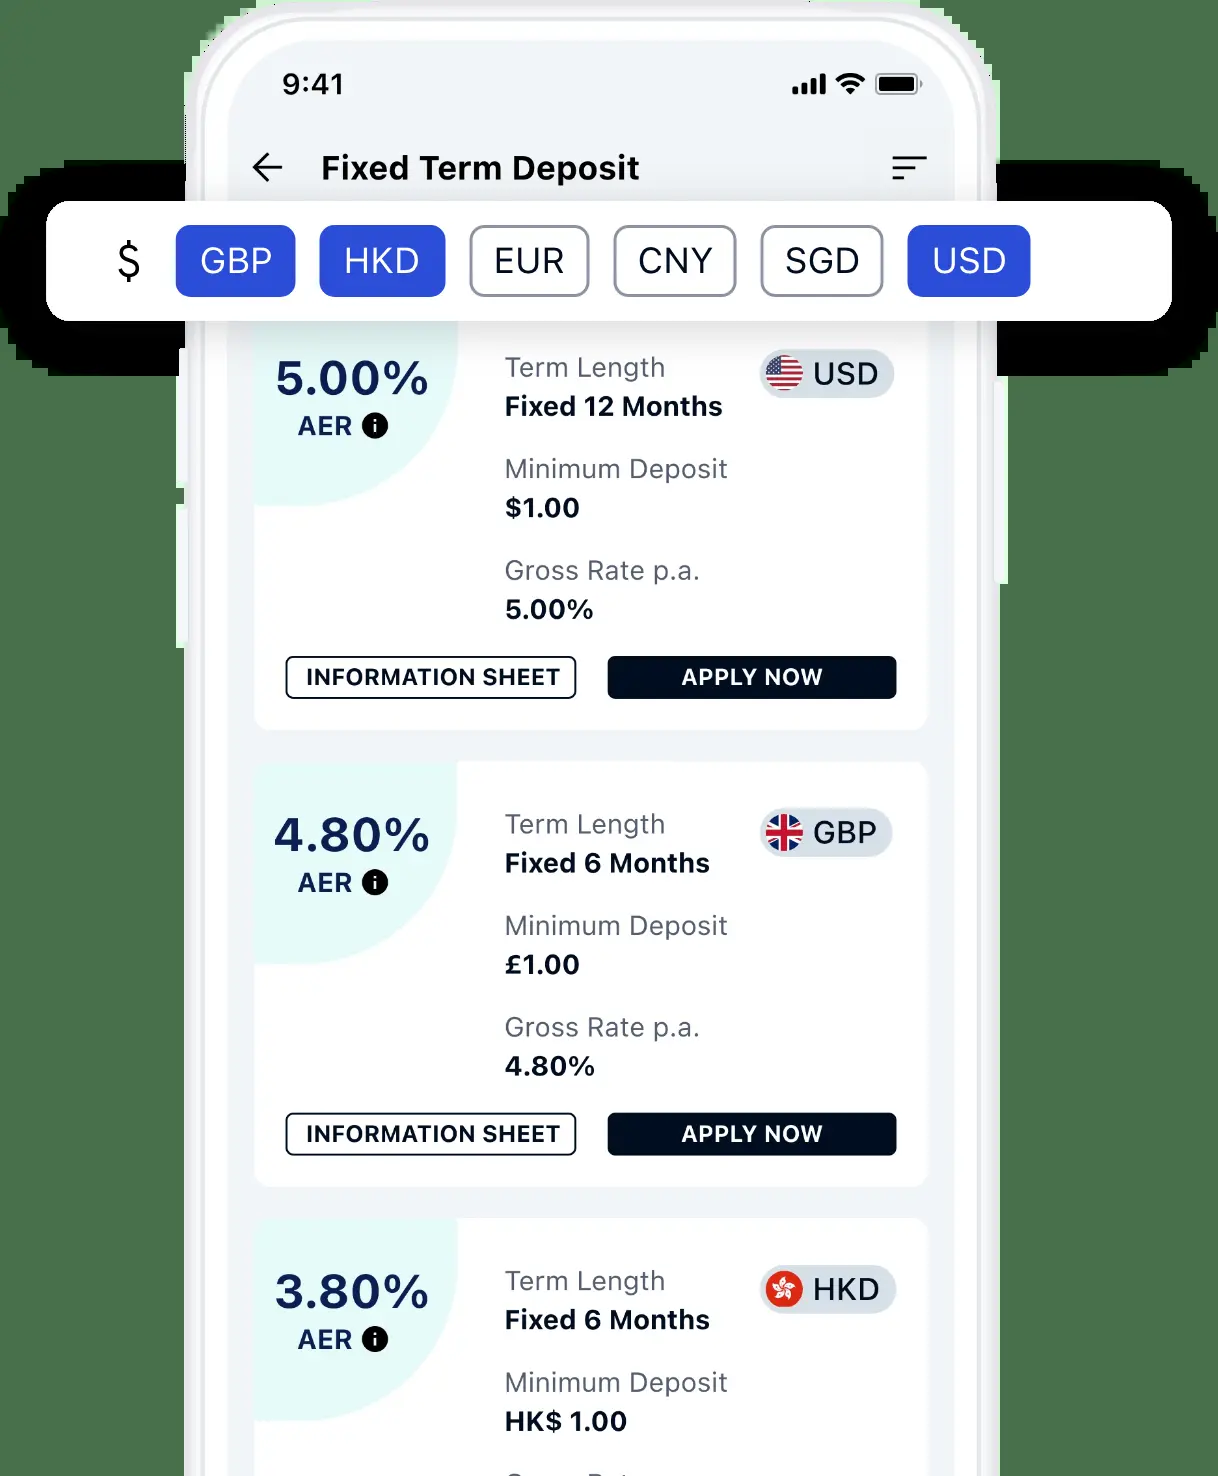 9:41
Fixed Term Deposit
$ GBP HKD EUR CNY SGD USD
5.00%
AER
Term Length
Fixed 12 Months
USD
Minimum Deposit
$1.00
Gross Rate p.a.
5.00%
INFORMATION SHEET APPLY NOW
4.80%
AER
Term Length
Fixed 6 Months
GBP
Minimum Deposit
£1.00
Gross Rate p.a.
4.80%
INFORMATION SHEET APPLY NOW
3.80%
AER
Term Length
Fixed 6 Months
HKD
Minimum Deposit
HK$ 1.00